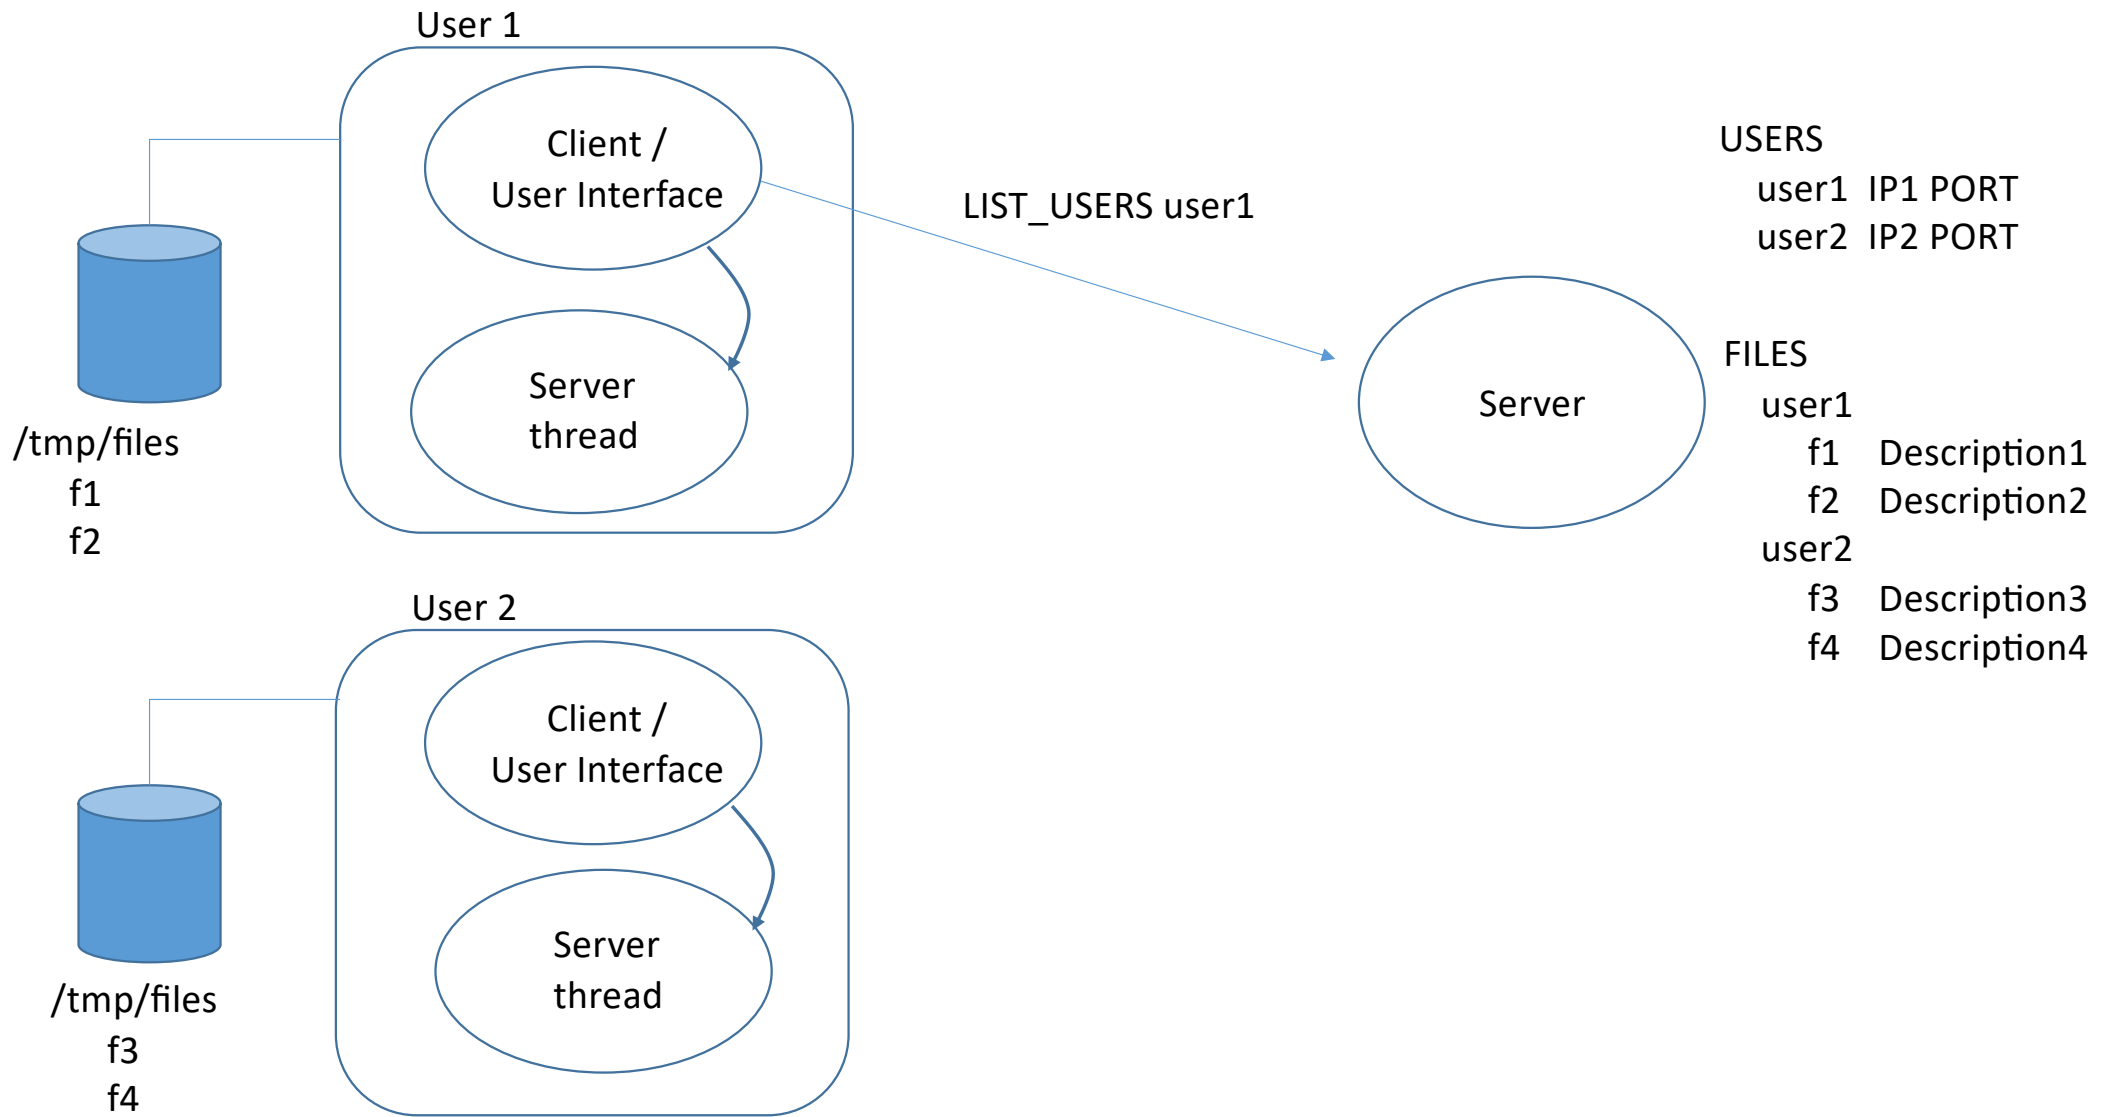 User 1
Client /
User Interface
Server
thread
/tmp/files
f1
f2
LIST_USERS user1
Server
USERS
user1 IP1 PORT
user2 IP2 PORT
FILES
user1
f1 Description1
f2 Description2
user2
f3 Description3
f4 Description4
User 2
Client /
User Interface
Server
thread
/tmp/files
f3
f4